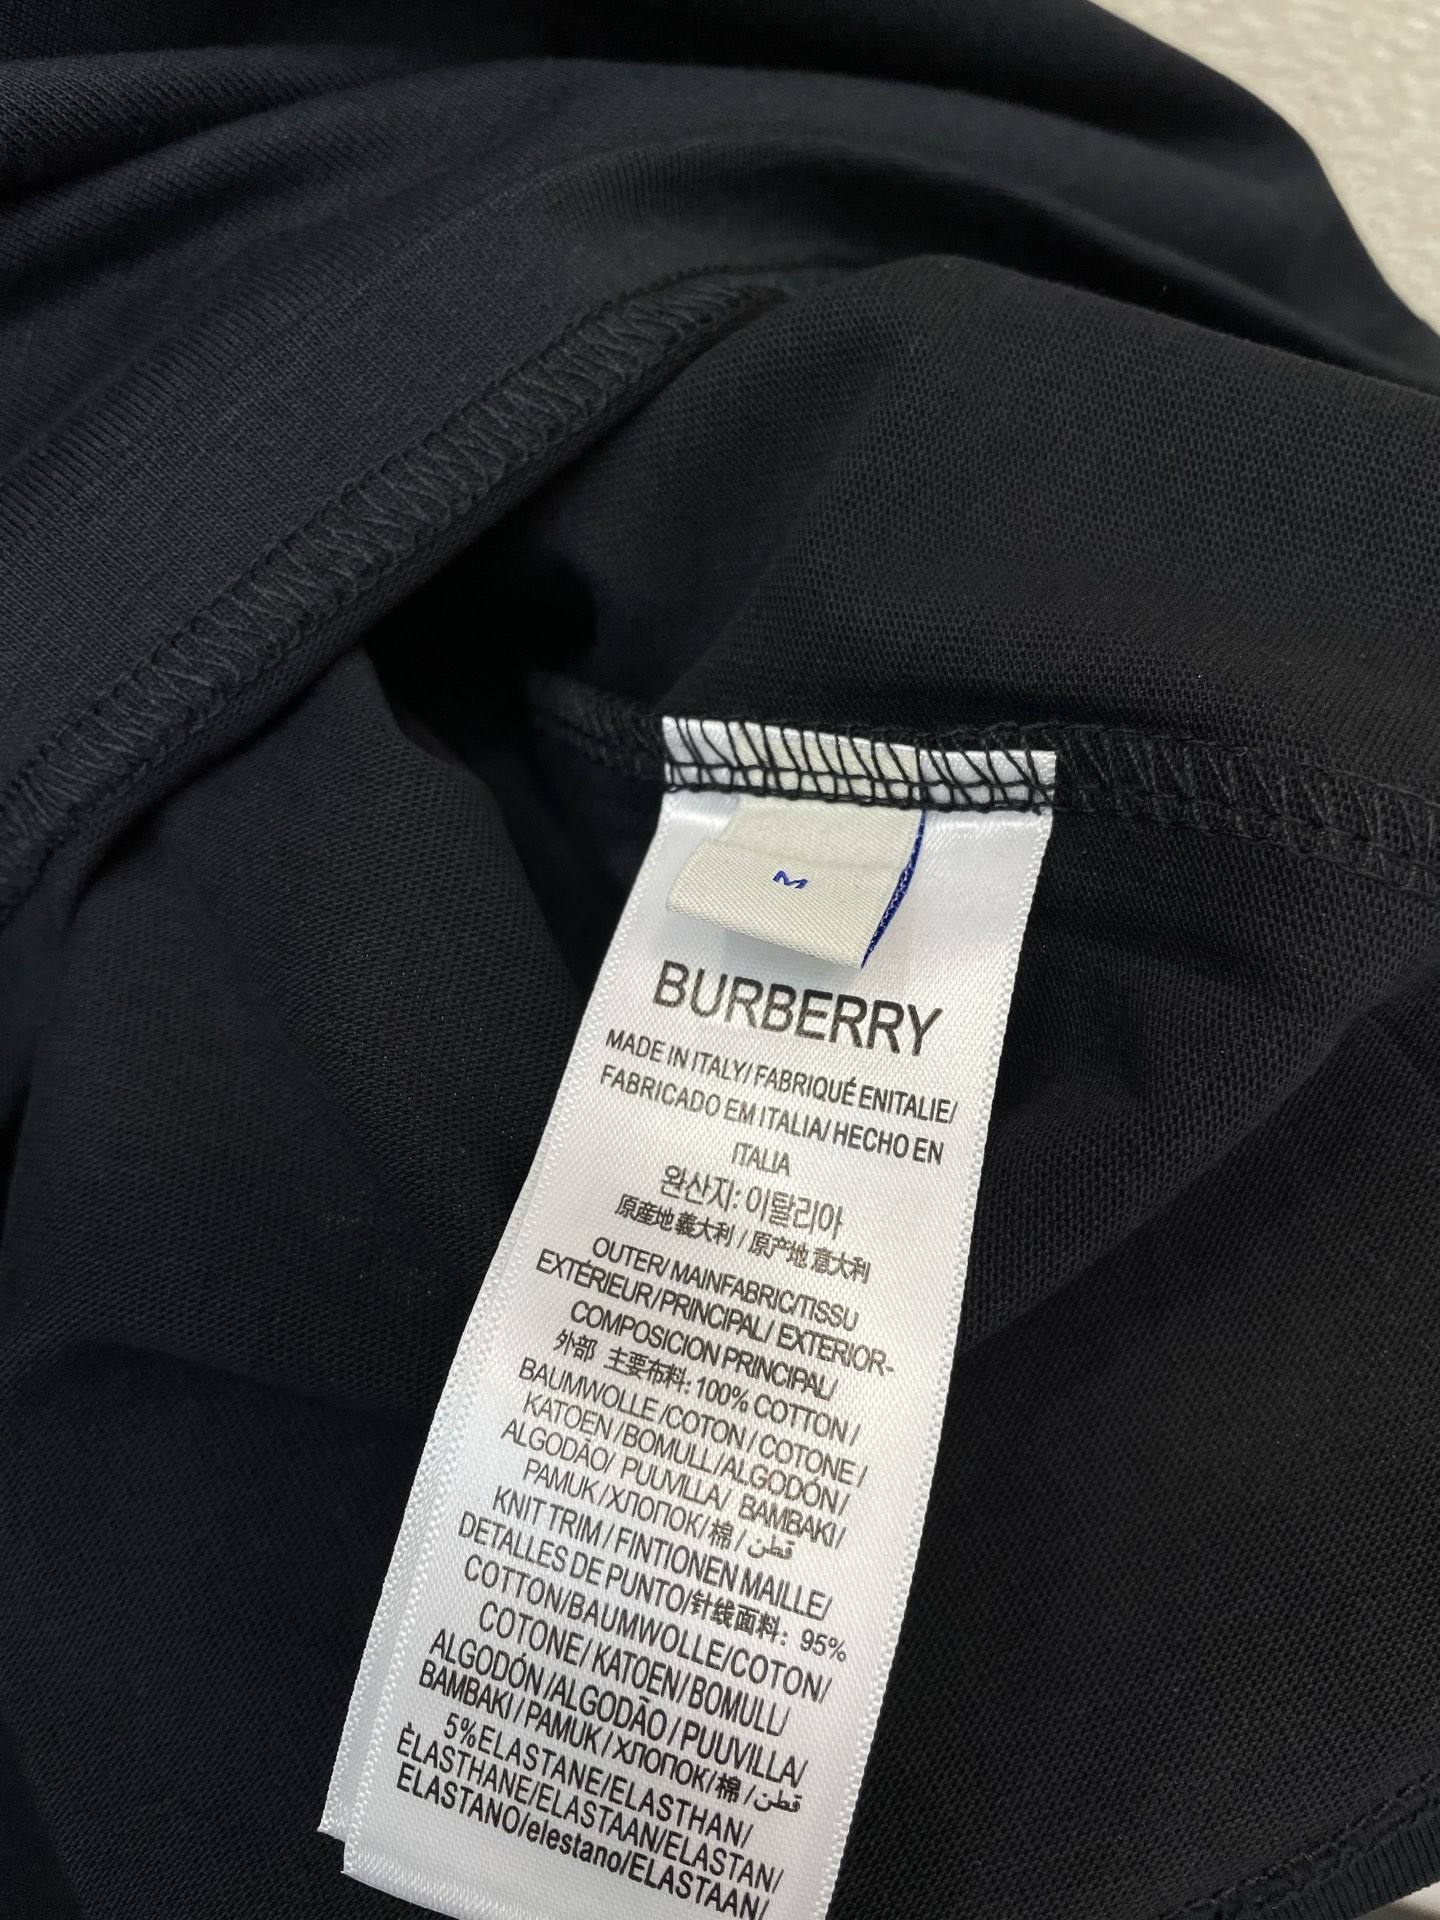 M
BURBERRY
MADE IN ITALY/ FABRIQUÉ ENITALIE/
FABRICADO EM ITALIA/ HECHO EN
ITALIA
완산지: 이탈리아
原産地 義大利 / 原产地 意大利
OUTER/ MAINFABRIC/TISSU
EXTÉRIEUR/PRINCIPAL/ EXTERIOR-
COMPOSICION PRINCIPAL/
外部 主要布料: 100% COTTON /
BAUMWOLLE /COTON / COTONE /
KATOEN / BOMULL/ALGODÓN /
ALGODÃO/ PUUVILLA/ BAMBAKI/
PAMUK / ХЛОПОК/ 棉 / قطن
KNIT TRIM / FINTIONEN MAILLE/
DETALLES DE PUNTO/针线面料: 95%
COTTON/BAUMWOLLE/COTON/
COTONE/ KATOEN/ BOMULL/
ALGODÓN /ALGODÃO / PUUVILLA/
BAMBAKI / PAMUK / ХЛОПОК/ 棉 / قطن
5%ELASTANE/ELASTHAN/
ÈLASTHANE/ELASTAAN/ELASTAN/
ELASTANO/elestano/ELASTAAN/